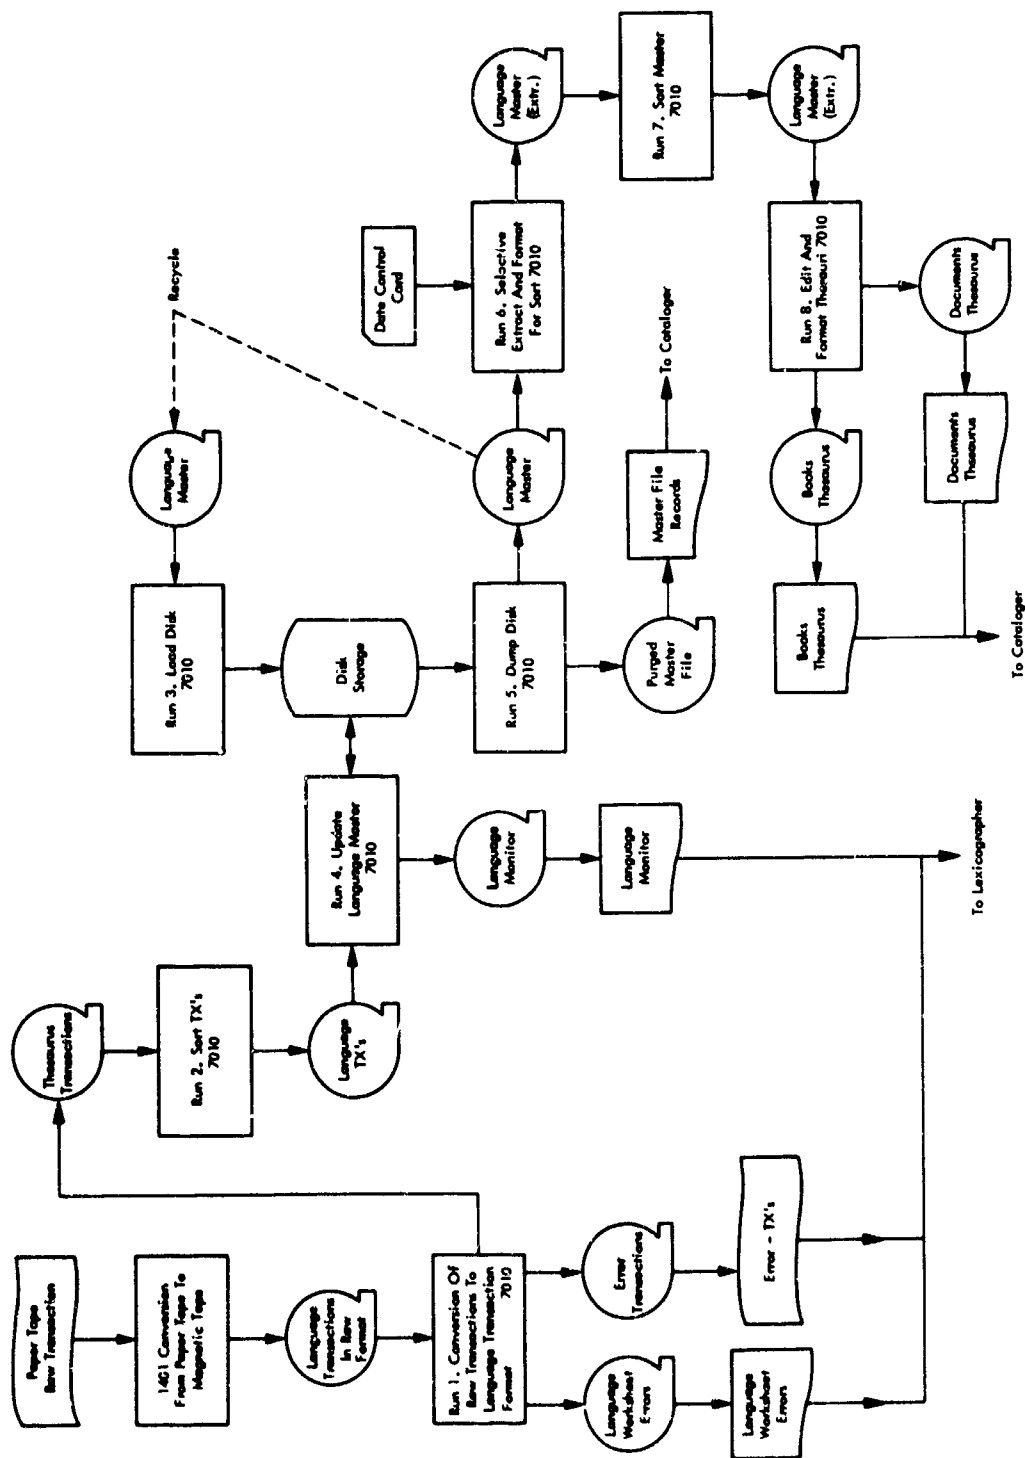 Paper Tape
Raw Transaction
1401 Conversion
From Paper Tape To
Magnetic Tape
Language
Transactions
In Raw
Format
Run 1. Conversion Of
Raw Transactions To
Language Transaction
Format 7010
Language
Worksheet
Errors
Language
Worksheet
Errors
Error
Transactions
Error - TX's
Thesaurus
Transactions
Run 2. Sort TX's
7010
Language
TX's
Run 4. Update
Language Master
7010
Language
Monitor
Language
Monitor
To Lexicographer
Recycle
Language
Master
Run 3. Load Disk
7010
Disk
Storage
Run 5. Dump Disk
7010
Purged
Master
File
Master File
Records
To Cataloger
Language
Master
Date Control
Card
Run 6. Selective
Extract And Format
For Sort 7010
Language
Master
(Extr.)
Run 7. Sort Master
7010
Language
Master
(Extr.)
Run 8. Edit And
Format Thesauri 7010
Books
Thesaurus
Books
Thesaurus
Documents
Thesaurus
Documents
Thesaurus
To Cataloger